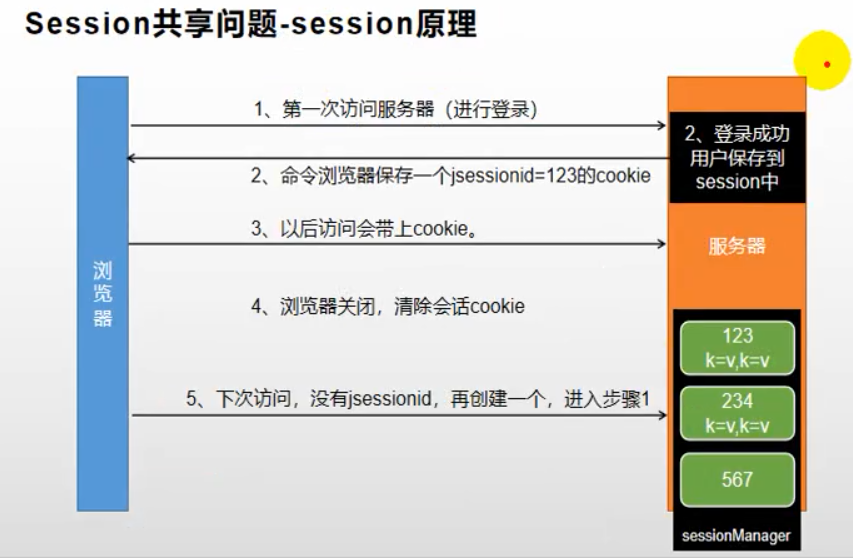 Session共享问题-session原理
1、第一次访问服务器（进行登录）
2、登录成功
用户保存到
session中
2、命令浏览器保存一个jsessionid=123的cookie
3、以后访问会带上cookie。
服务器
浏
览
器
4、浏览器关闭，清除会话cookie
123
k=v,k=v
5、下次访问，没有jsessionid，再创建一个，进入步骤1
234
k=v,k=v
567
sessionManager